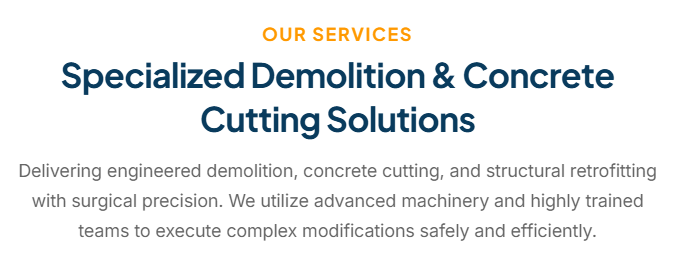 OUR SERVICES
Specialized Demolition & Concrete
Cutting Solutions
Delivering engineered demolition, concrete cutting, and structural retrofitting
with surgical precision. We utilize advanced machinery and highly trained
teams to execute complex modifications safely and efficiently.